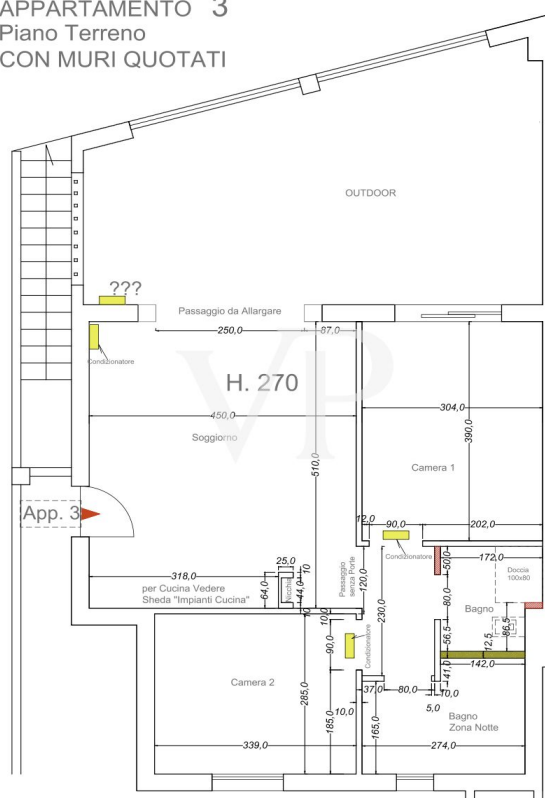 APPARTAMENTO 3
Piano Terreno
CON MURI QUOTATI
OUTDOOR
???
Passaggio da Allargare
250,0
87,0
Condizionatore
VP
H. 270
450,0
Soggiorno
304,0
390,0
510,0
Camera 1
App. 3
12,0
90,0
202,0
Condizionatore
172,0
50,0
Doccia
100x80
25,0
10
318,0
64,0
Nicchia
44,0
10
per Cucina Vedere
Sheda "Impianti Cucina"
Passaggio
senza Porte
120,0
230,0
80,0
Bagno
86,5
56,5
12,5
10,0
90,0
Condizionatore
41,0
142,0
Camera 2
285,0
185,0
10,0
37,0
80,0
10,0
5,0
165,0
Bagno
Zona Notte
339,0
274,0